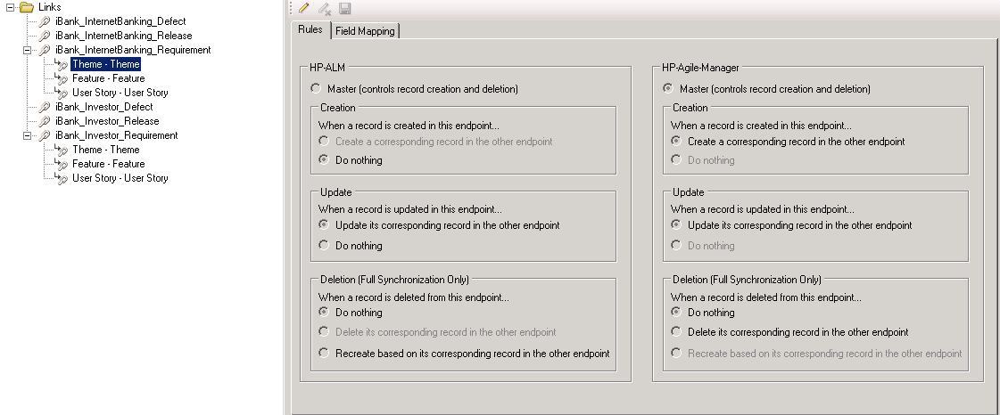 Links
iBank_InternetBanking_Defect
iBank_InternetBanking_Release
iBank_InternetBanking_Requirement
Theme - Theme
Feature - Feature
User Story - User Story
iBank_Investor_Defect
iBank_Investor_Release
iBank_Investor_Requirement
Theme - Theme
Feature - Feature
User Story - User Story
Rules
Field Mapping
HP-ALM
Master (controls record creation and deletion)
Creation
When a record is created in this endpoint...
Create a corresponding record in the other endpoint
Do nothing
Update
When a record is updated in this endpoint...
Update its corresponding record in the other endpoint
Do nothing
Deletion (Full Synchronization Only)
When a record is deleted from this endpoint...
Do nothing
Delete its corresponding record in the other endpoint
Recreate based on its corresponding record in the other endpoint
HP-Agile-Manager
Master (controls record creation and deletion)
Creation
When a record is created in this endpoint...
Create a corresponding record in the other endpoint
Do nothing
Update
When a record is updated in this endpoint...
Update its corresponding record in the other endpoint
Do nothing
Deletion (Full Synchronization Only)
When a record is deleted from this endpoint...
Do nothing
Delete its corresponding record in the other endpoint
Recreate based on its corresponding record in the other endpoint